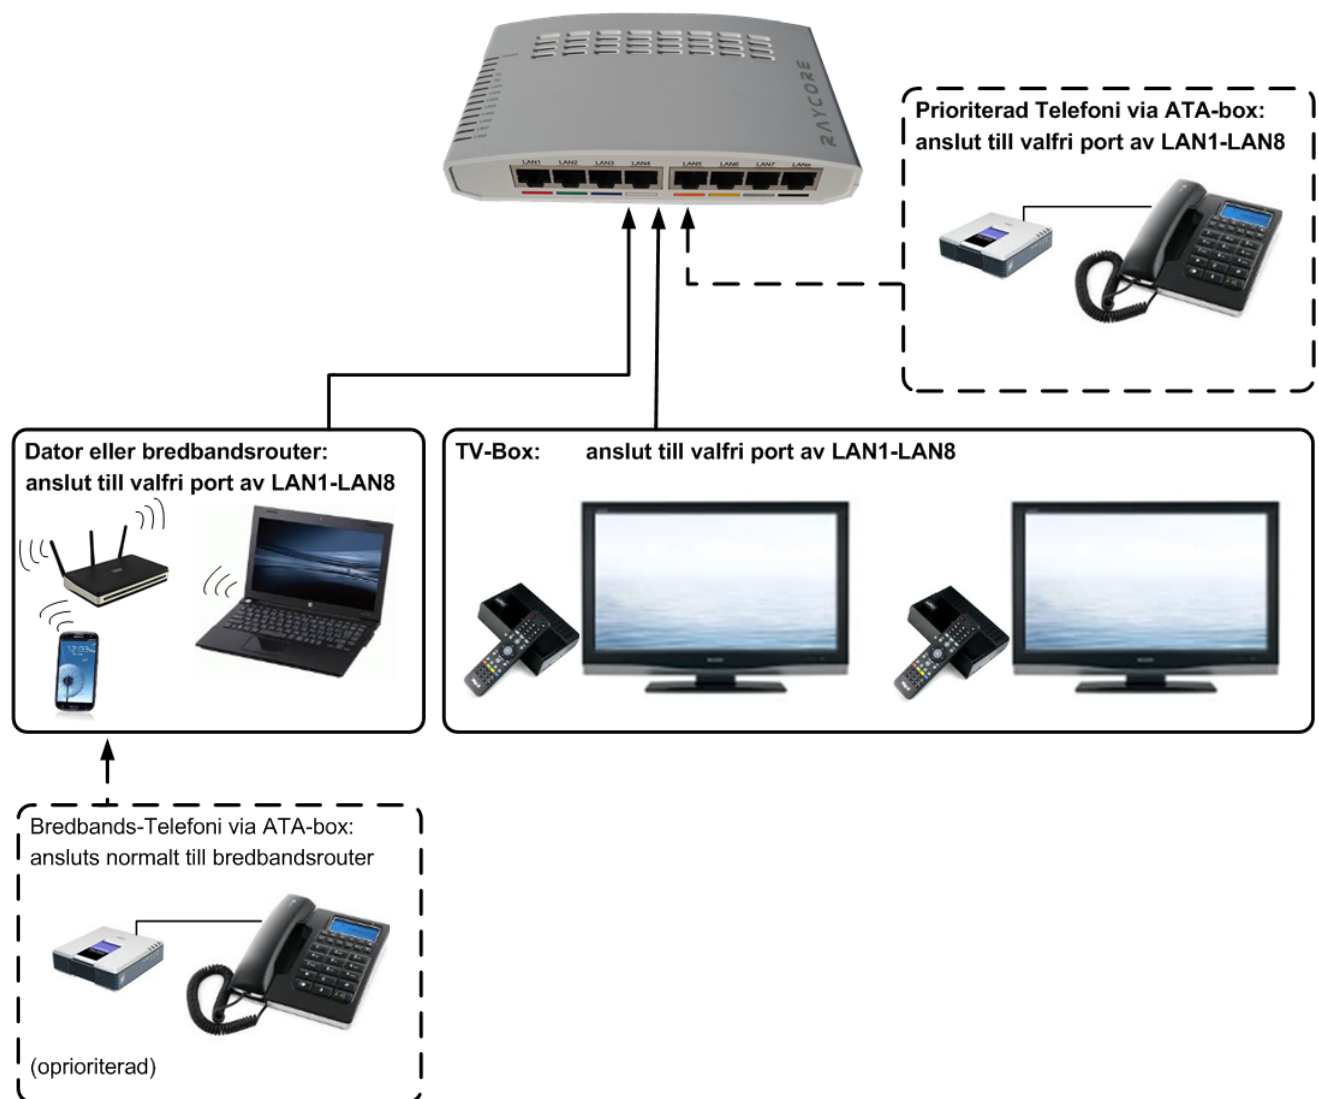 RAYCORE
LAN1 LAN2 LAN3 LAN4 LAN5 LAN6 LAN7 LAN8
Prioriterad Telefoni via ATA-box:
anslut till valfri port av LAN1-LAN8
Dator eller bredbandsrouter:
anslut till valfri port av LAN1-LAN8
TV-Box: anslut till valfri port av LAN1-LAN8
12:03
Bredbands-Telefoni via ATA-box:
ansluts normalt till bredbandsrouter
(oprioriterad)